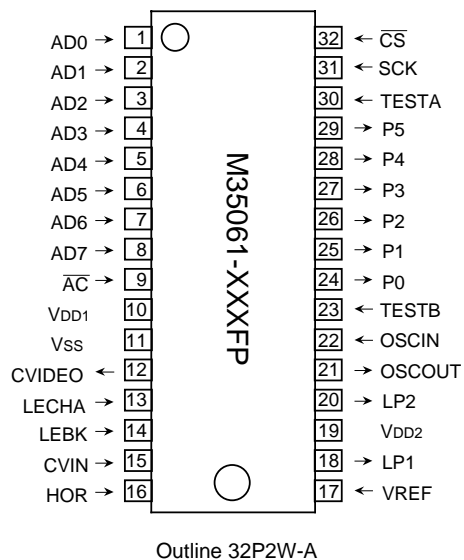 AD0 → 1
AD1 → 2
AD2 → 3
AD3 → 4
AD4 → 5
AD5 → 6
AD6 → 7
AD7 → 8
A̅C̅ → 9
VDD1 10
VSS 11
CVIDEO ← 12
LECHA → 13
LEBK → 14
CVIN → 15
HOR → 16
M35061-XXXFP
32 ← C̅S̅
31 ← SCK
30 ← TESTA
29 → P5
28 → P4
27 → P3
26 → P2
25 → P1
24 → P0
23 ← TESTB
22 ← OSCIN
21 → OSCOUT
20 → LP2
19 VDD2
18 → LP1
17 ← VREF
Outline 32P2W-A